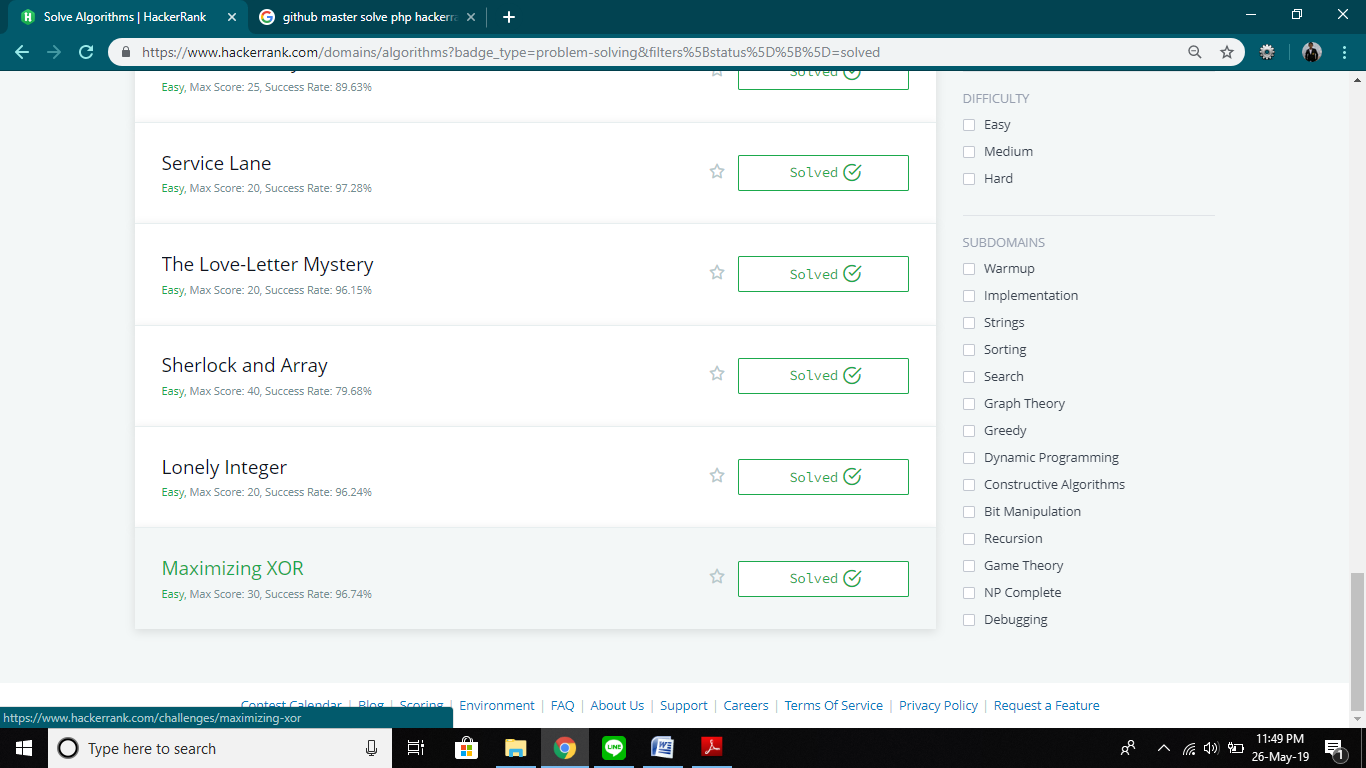 Solve Algorithms | HackerRank
github master solve php hackerra
https://www.hackerrank.com/domains/algorithms?badge_type=problem-solving&filters%5Bstatus%5D%5B%5D=solved
Easy, Max Score: 25, Success Rate: 89.63%
Solved
Service Lane
Easy, Max Score: 20, Success Rate: 97.28%
Solved
The Love-Letter Mystery
Easy, Max Score: 20, Success Rate: 96.15%
Solved
Sherlock and Array
Easy, Max Score: 40, Success Rate: 79.68%
Solved
Lonely Integer
Easy, Max Score: 20, Success Rate: 96.24%
Solved
Maximizing XOR
Easy, Max Score: 30, Success Rate: 96.74%
Solved
DIFFICULTY
Easy
Medium
Hard
SUBDOMAINS
Warmup
Implementation
Strings
Sorting
Search
Graph Theory
Greedy
Dynamic Programming
Constructive Algorithms
Bit Manipulation
Recursion
Game Theory
NP Complete
Debugging
Contest Calendar | Blog | Scoring | Environment | FAQ | About Us | Support | Careers | Terms Of Service | Privacy Policy | Request a Feature
https://www.hackerrank.com/challenges/maximizing-xor
Type here to search
LINE
W
11:49 PM
26-May-19
1